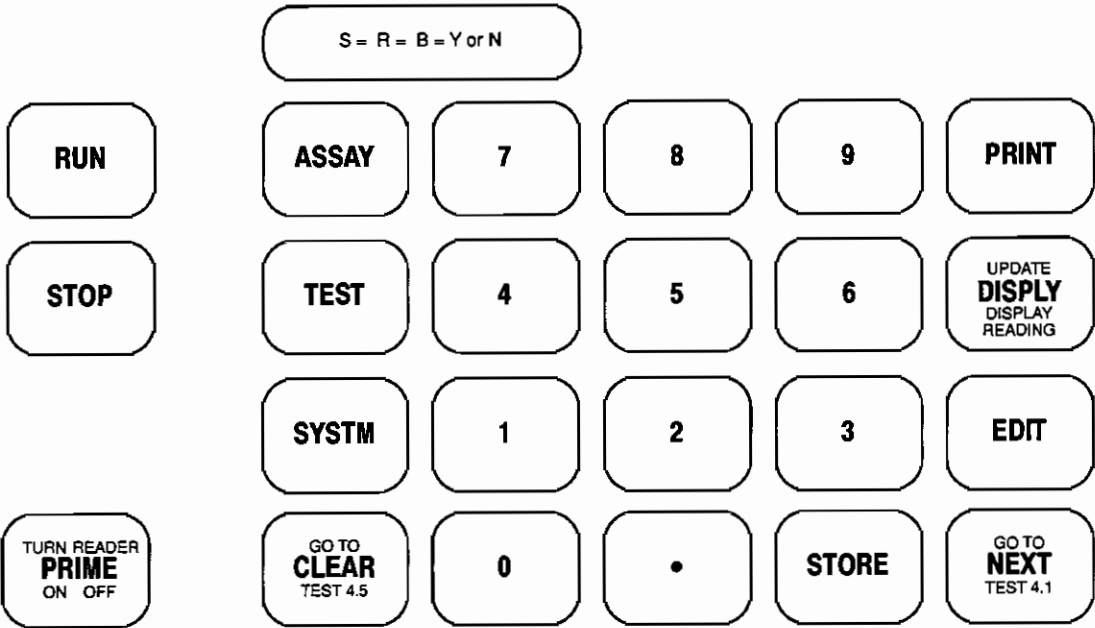 S = R = B = Y or N
RUN
ASSAY
7
8
9
PRINT
STOP
TEST
4
5
6
UPDATE
DISPLY
DISPLAY
READING
SYSTM
1
2
3
EDIT
TURN READER
PRIME
ON OFF
GO TO
CLEAR
TEST 4.5
0
•
STORE
GO TO
NEXT
TEST 4.1